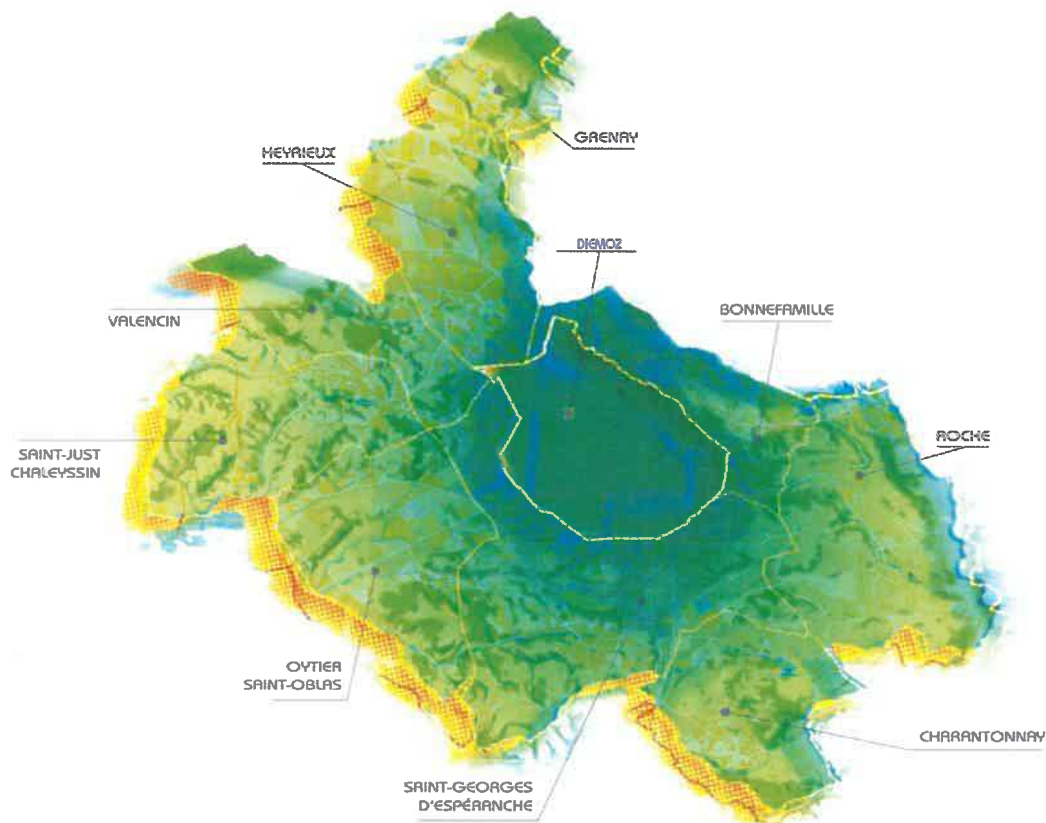 GRENAY
HEYRIEUX
DIEMOZ
BONNEFAMILLE
VALENCIN
ROCHE
SAINT-JUST
CHALEYSSIN
OYTIER
SAINT-OBLAS
CHARANTONNAY
SAINT-GEORGES
D'ESPÉRANCHE